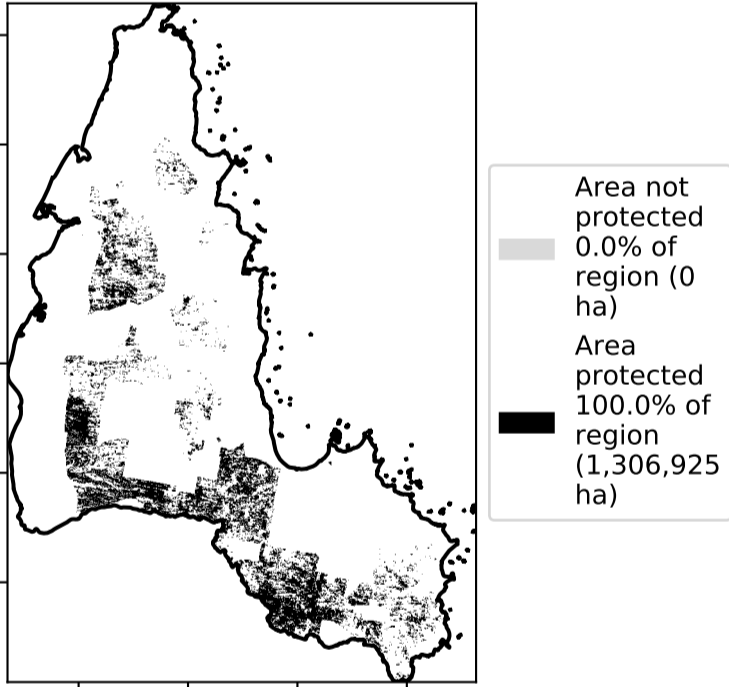 Area not
protected
0.0% of
region (0
ha)
Area
protected
100.0% of
region
(1,306,925
ha)